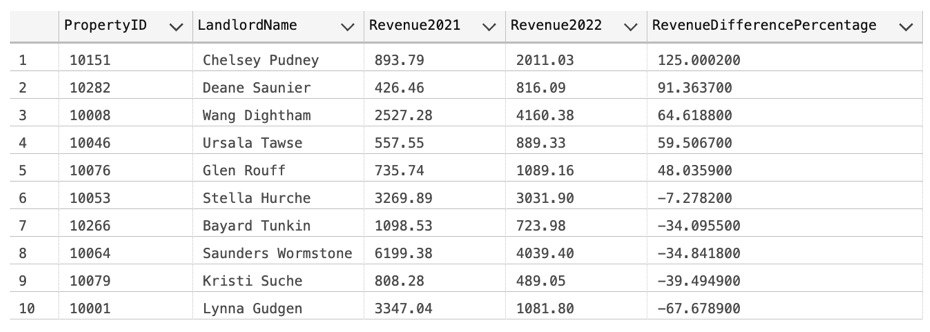 PropertyID LandlordName Revenue2021 Revenue2022 RevenueDifferencePercentage
1 10151 Chelsey Pudney 893.79 2011.03 125.000200
2 10282 Deane Saunier 426.46 816.09 91.363700
3 10008 Wang Dightham 2527.28 4160.38 64.618800
4 10046 Ursala Tawse 557.55 889.33 59.506700
5 10076 Glen Rouff 735.74 1089.16 48.035900
6 10053 Stella Hurche 3269.89 3031.90 -7.278200
7 10266 Bayard Tunkin 1098.53 723.98 -34.095500
8 10064 Saunders Wormstone 6199.38 4039.40 -34.841800
9 10079 Kristi Suche 808.28 489.05 -39.494900
10 10001 Lynna Gudgen 3347.04 1081.80 -67.678900